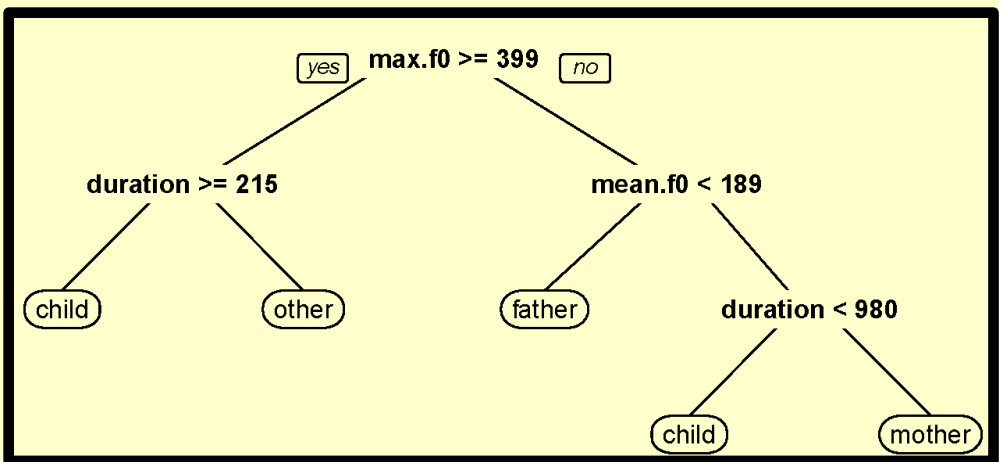 yes max.f0 >= 399 no
duration >= 215 mean.f0 < 189
child other father duration < 980
child mother